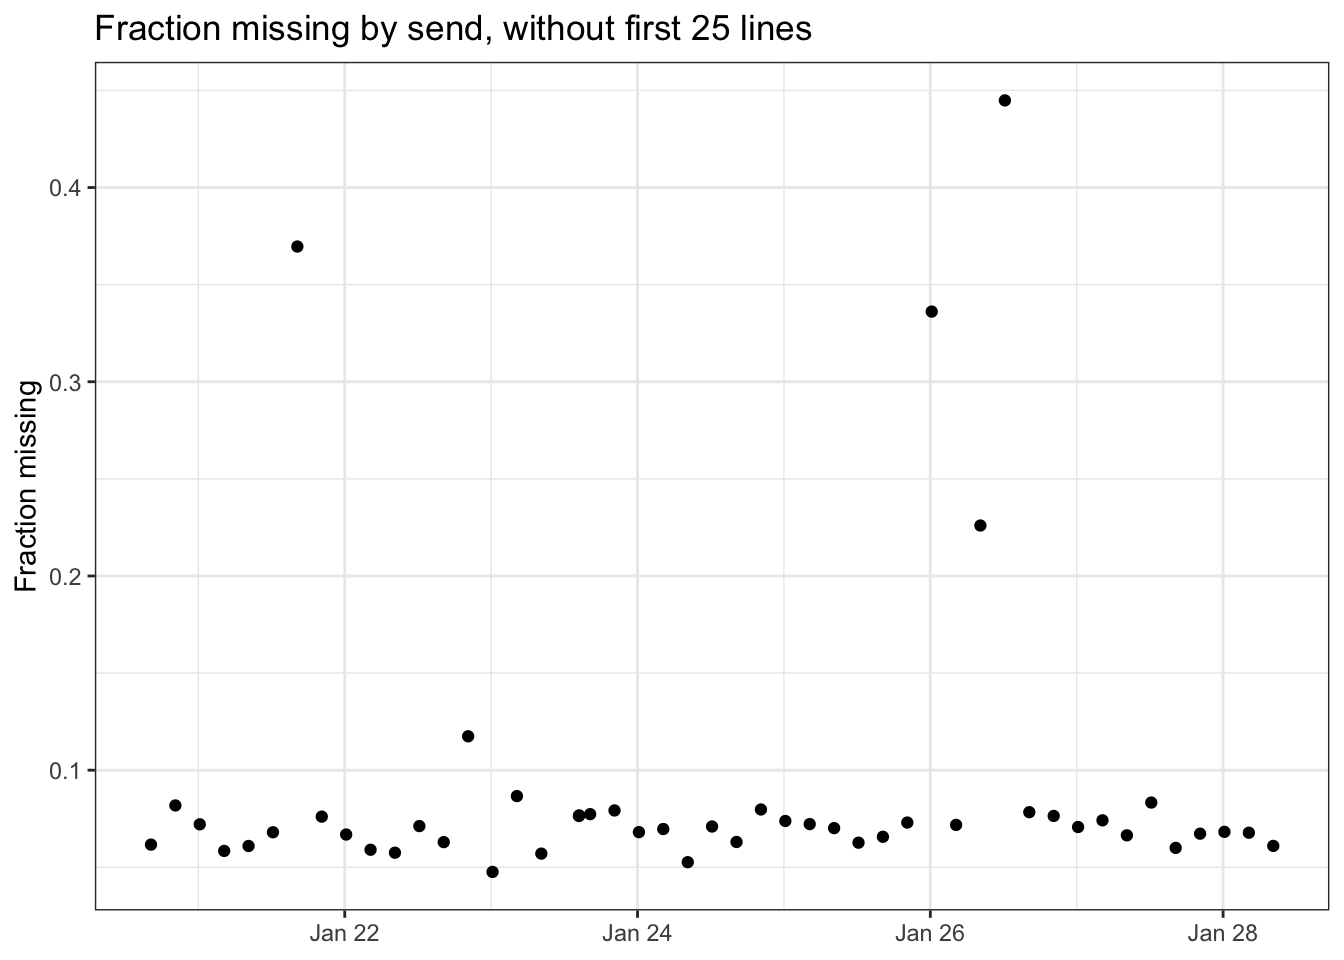 Fraction missing by send, without first 25 lines
Fraction missing
0.4
0.3
0.2
0.1
Jan 22
Jan 24
Jan 26
Jan 28